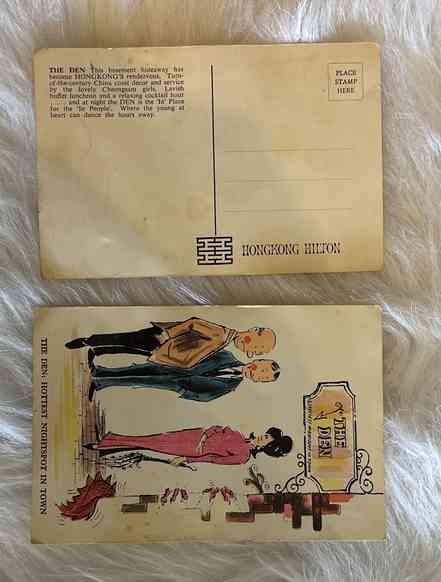 THE DEN This basement hideaway has
become HONGKONG'S rendezvous. Turn-
of-the-century China coast decor and service
by the lovely Cheongsam girls. Lavish
buffet luncheon and a relaxing cocktail hour
. . . . and at night the DEN is the 'In' Place
for the 'In People'. Where the young at
heart can dance the hours away.
PLACE
STAMP
HERE
HONGKONG HILTON
THE DEN: HOTTEST NIGHTSPOT IN TOWN
THE
DEN